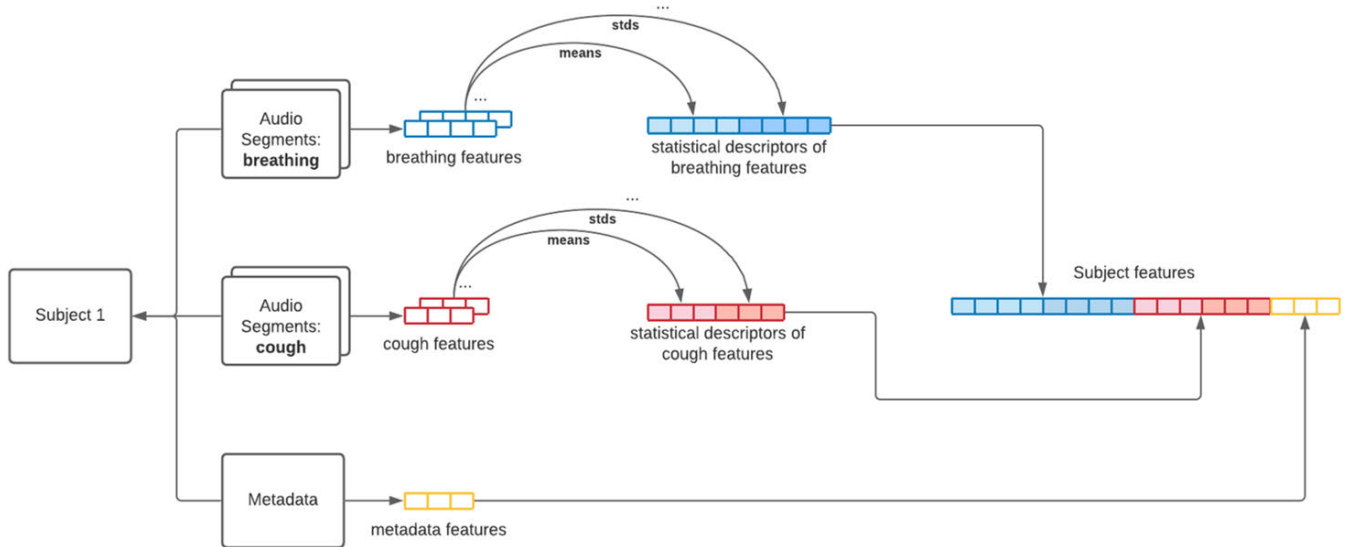 ...
stds
means
...
Audio
Segments:
breathing
breathing features
statistical descriptors of
breathing features
...
stds
means
...
Subject 1
Audio
Segments:
cough
cough features
statistical descriptors of
cough features
Subject features
Metadata
metadata features